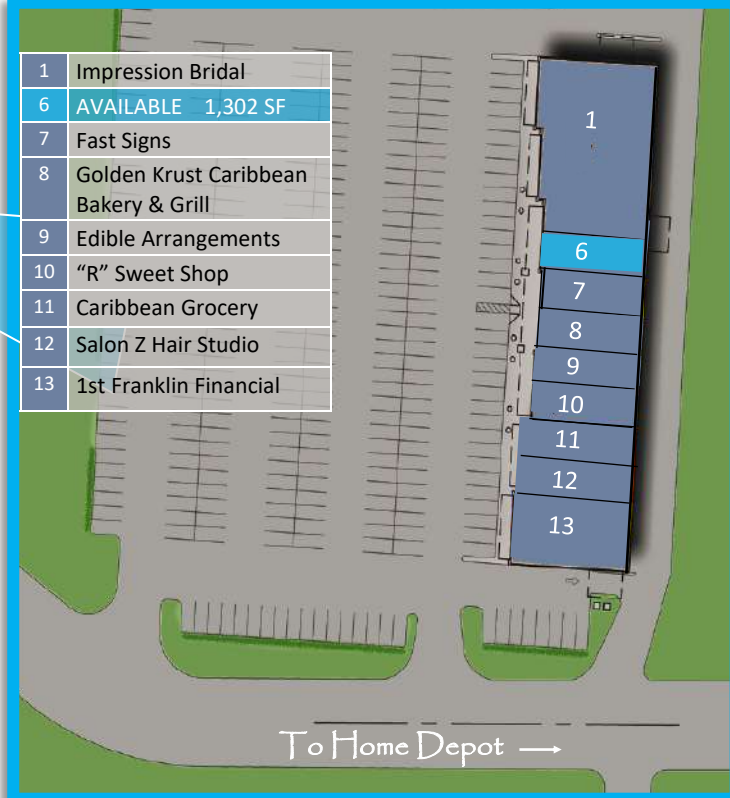 1 Impression Bridal
6 AVAILABLE 1,302 SF
7 Fast Signs
8 Golden Krust Caribbean
Bakery & Grill
9 Edible Arrangements
10 “R” Sweet Shop
11 Caribbean Grocery
12 Salon Z Hair Studio
13 1st Franklin Financial
1
6
7
8
9
10
11
12
13
To Home Depot